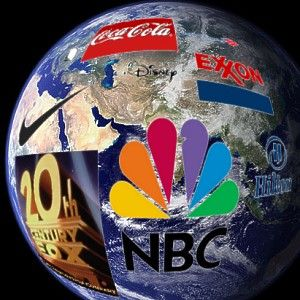 Coca-Cola
Disney
EXXON
Hilton
20th
CENTURY
FOX
NBC